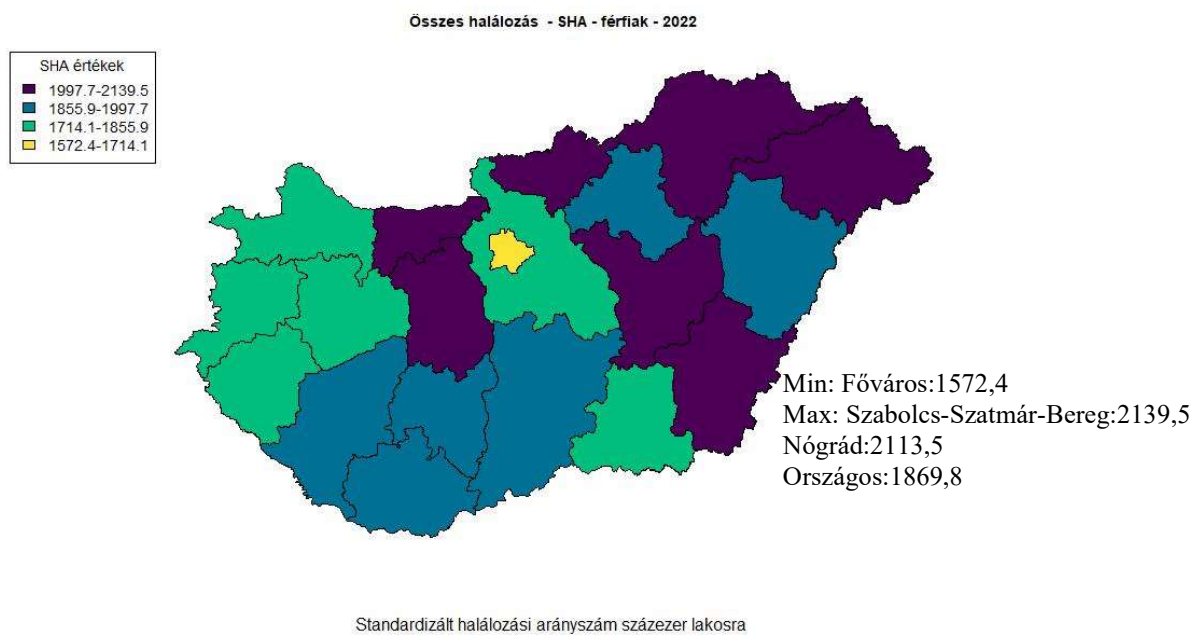 Összes halálozás - SHA - férfiak - 2022
SHA értékek
1997.7-2139.5
1855.9-1997.7
1714.1-1855.9
1572.4-1714.1
Min: Főváros:1572,4
Max: Szabolcs-Szatmár-Bereg:2139,5
Nógrád:2113,5
Országos:1869,8
Standardizált halálozási arányszám százezer lakosra